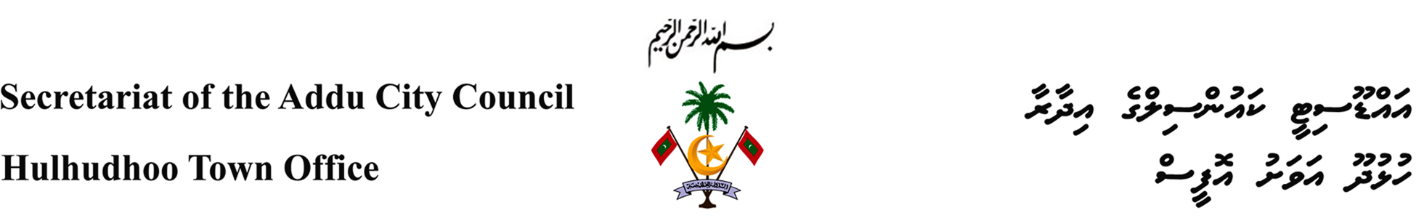 بسم الله الرحمن الرحيم
Secretariat of the Addu City Council
Hulhudhoo Town Office
އައްޑޫސިޓީ ކައުންސިލްގެ އިދާރާ
ހުޅުދޫ އަވަށު އޮފީސް